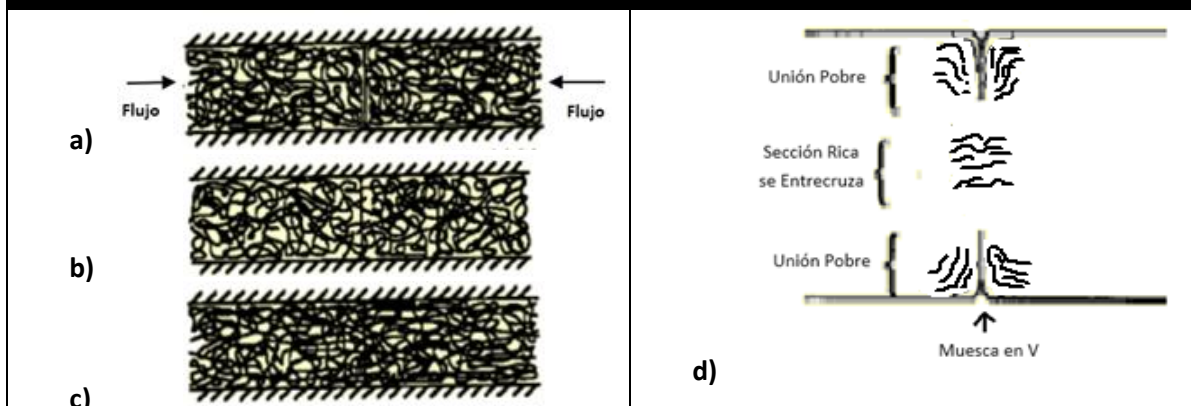 Flujo
Flujo
a)
b)
c)
Unión Pobre
Sección Rica
se Entrecruza
Unión Pobre
Muesca en V
d)